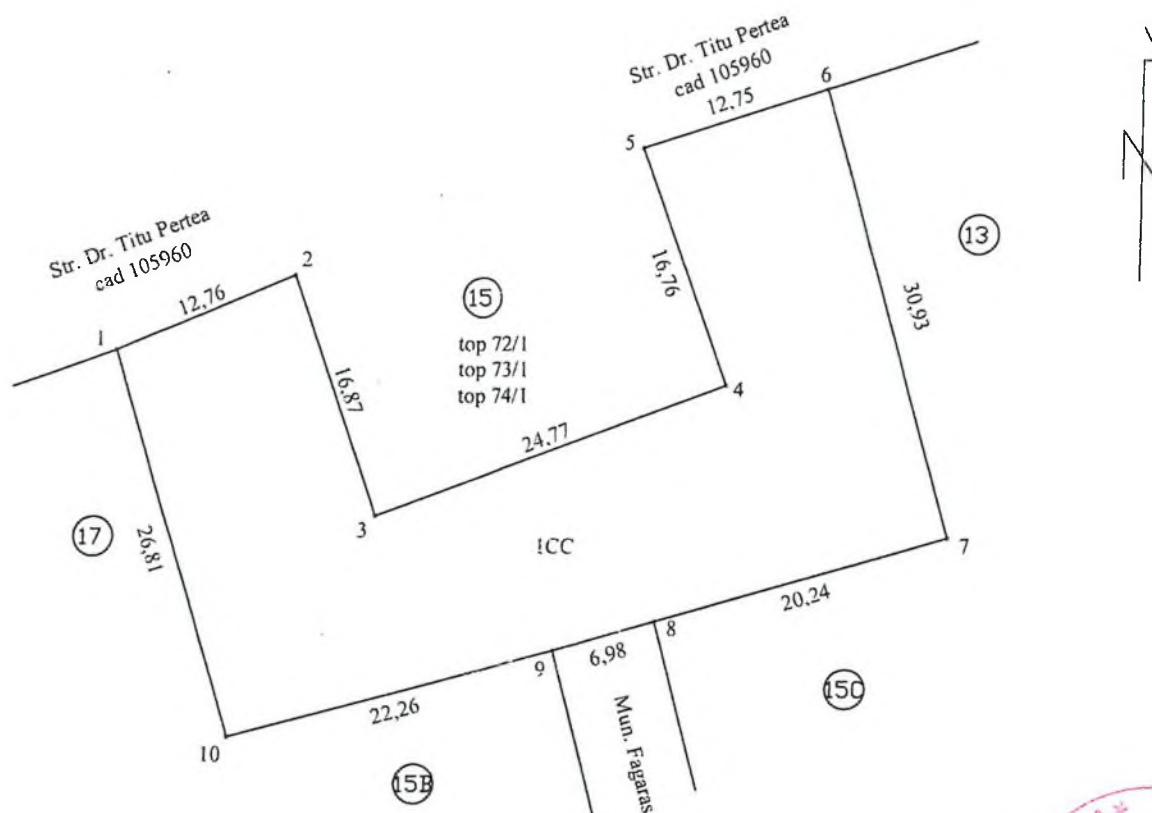 Str. Dr. Titu Pertea
cad 105960
12,75
6
5
13
Str. Dr. Titu Pertea
cad 105960
12,76
2
1
15
top 72/1
top 73/1
top 74/1
16,76
30,93
16,87
4
24,77
3
17
26,81
1CC
7
20,24
8
6,98
9
22,26
10
15C
15B
Mun. Fagaras
N